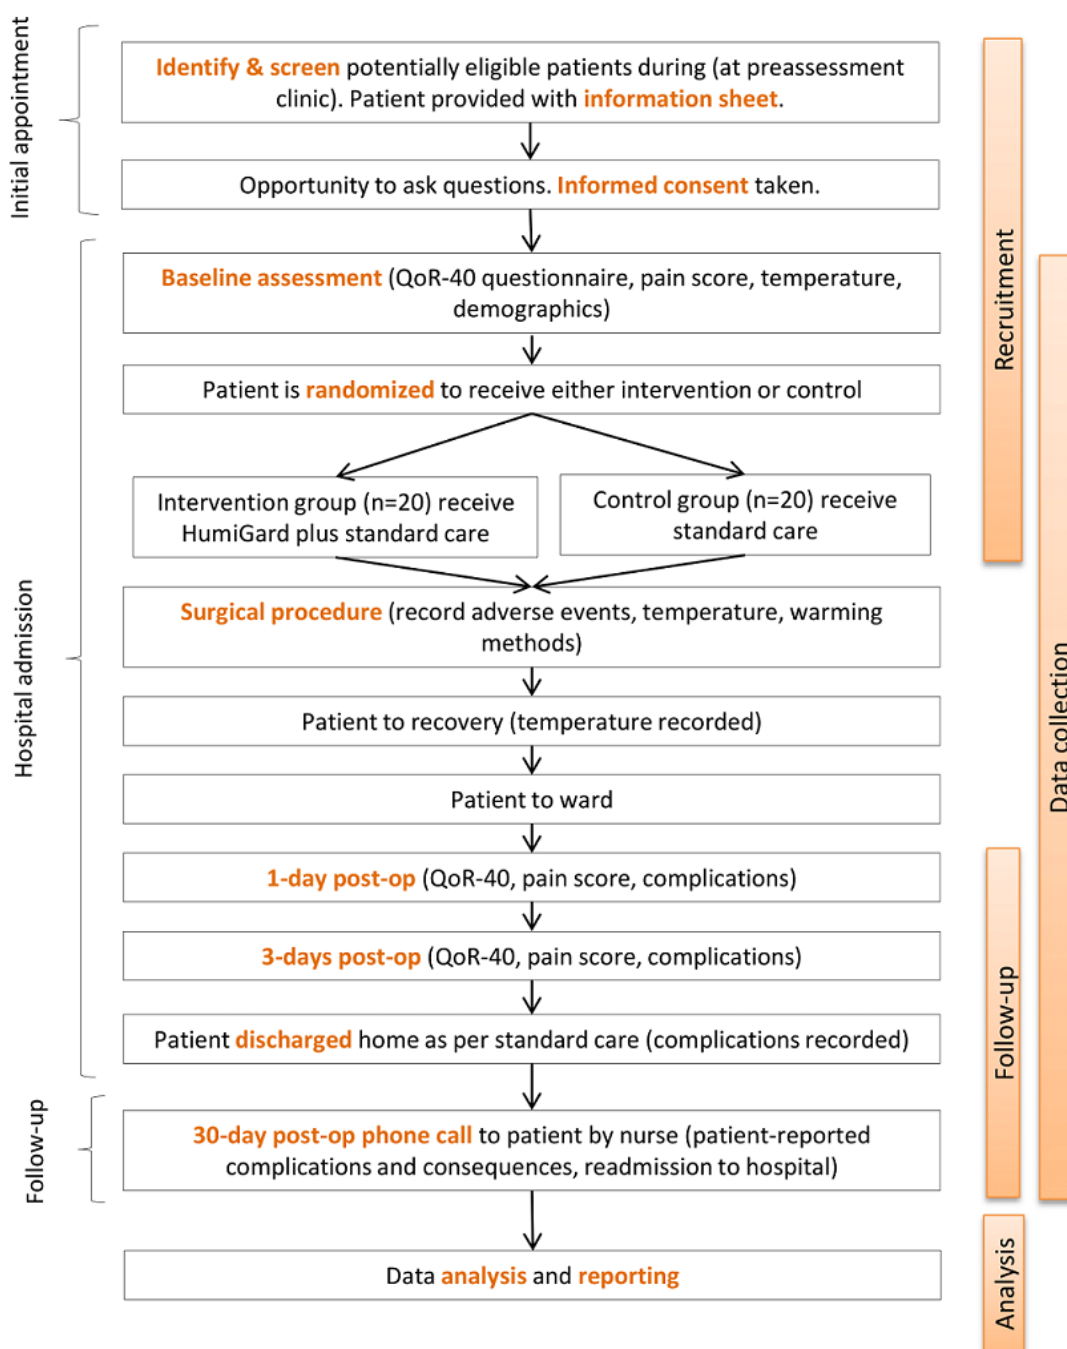 Initial appointment
Identify & screen potentially eligible patients during (at preassessment
clinic). Patient provided with information sheet.
Opportunity to ask questions. Informed consent taken.
Recruitment
Hospital admission
Baseline assessment (QoR-40 questionnaire, pain score, temperature,
demographics)
Patient is randomized to receive either intervention or control
Intervention group (n=20) receive
HumiGard plus standard care
Control group (n=20) receive
standard care
Surgical procedure (record adverse events, temperature, warming
methods)
Patient to recovery (temperature recorded)
Patient to ward
Data collection
1-day post-op (QoR-40, pain score, complications)
3-days post-op (QoR-40, pain score, complications)
Patient discharged home as per standard care (complications recorded)
Follow-up
Follow-up
30-day post-op phone call to patient by nurse (patient-reported
complications and consequences, readmission to hospital)
Data analysis and reporting
Analysis